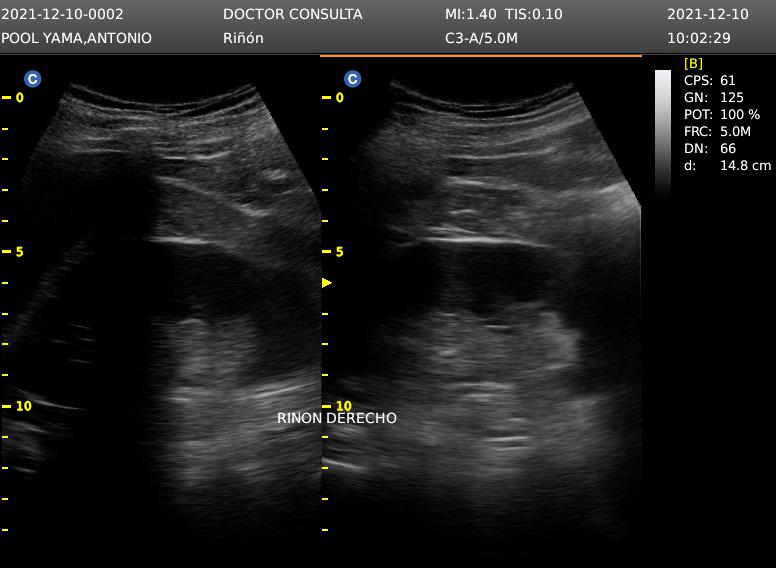 2021-12-10-0002 DOCTOR CONSULTA MI:1.40 TIS:0.10 2021-12-10
POOL YAMA,ANTONIO Riñón C3-A/5.0M 10:02:29
[B]
CPS: 61
GN: 125
POT: 100 %
FRC: 5.0M
DN: 66
d: 14.8 cm
C C
0 0
5 5
10 10
RINON DERECHO